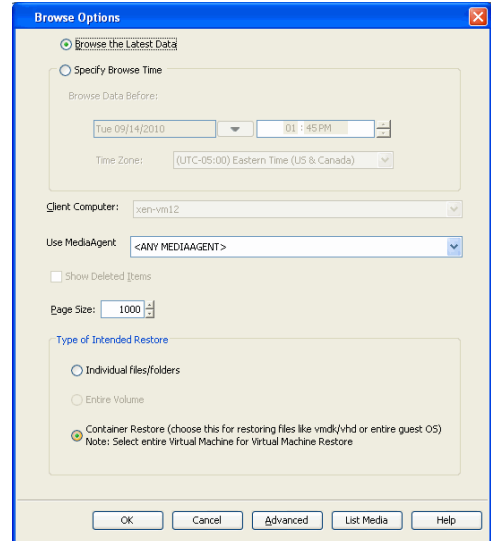 Browse Options
Browse the Latest Data
Specify Browse Time
Browse Data Before:
Tue 09/14/2010
01 : 45 PM
Time Zone:
(UTC-05:00) Eastern Time (US & Canada)
Client Computer:
xen-vm12
Use MediaAgent
<ANY MEDIAAGENT>
Show Deleted Items
Page Size:
1000
Type of Intended Restore
Individual files/folders
Entire Volume
Container Restore (choose this for restoring files like vmdk/vhd or entire guest OS)
Note: Select entire Virtual Machine for Virtual Machine Restore
OK
Cancel
Advanced
List Media
Help